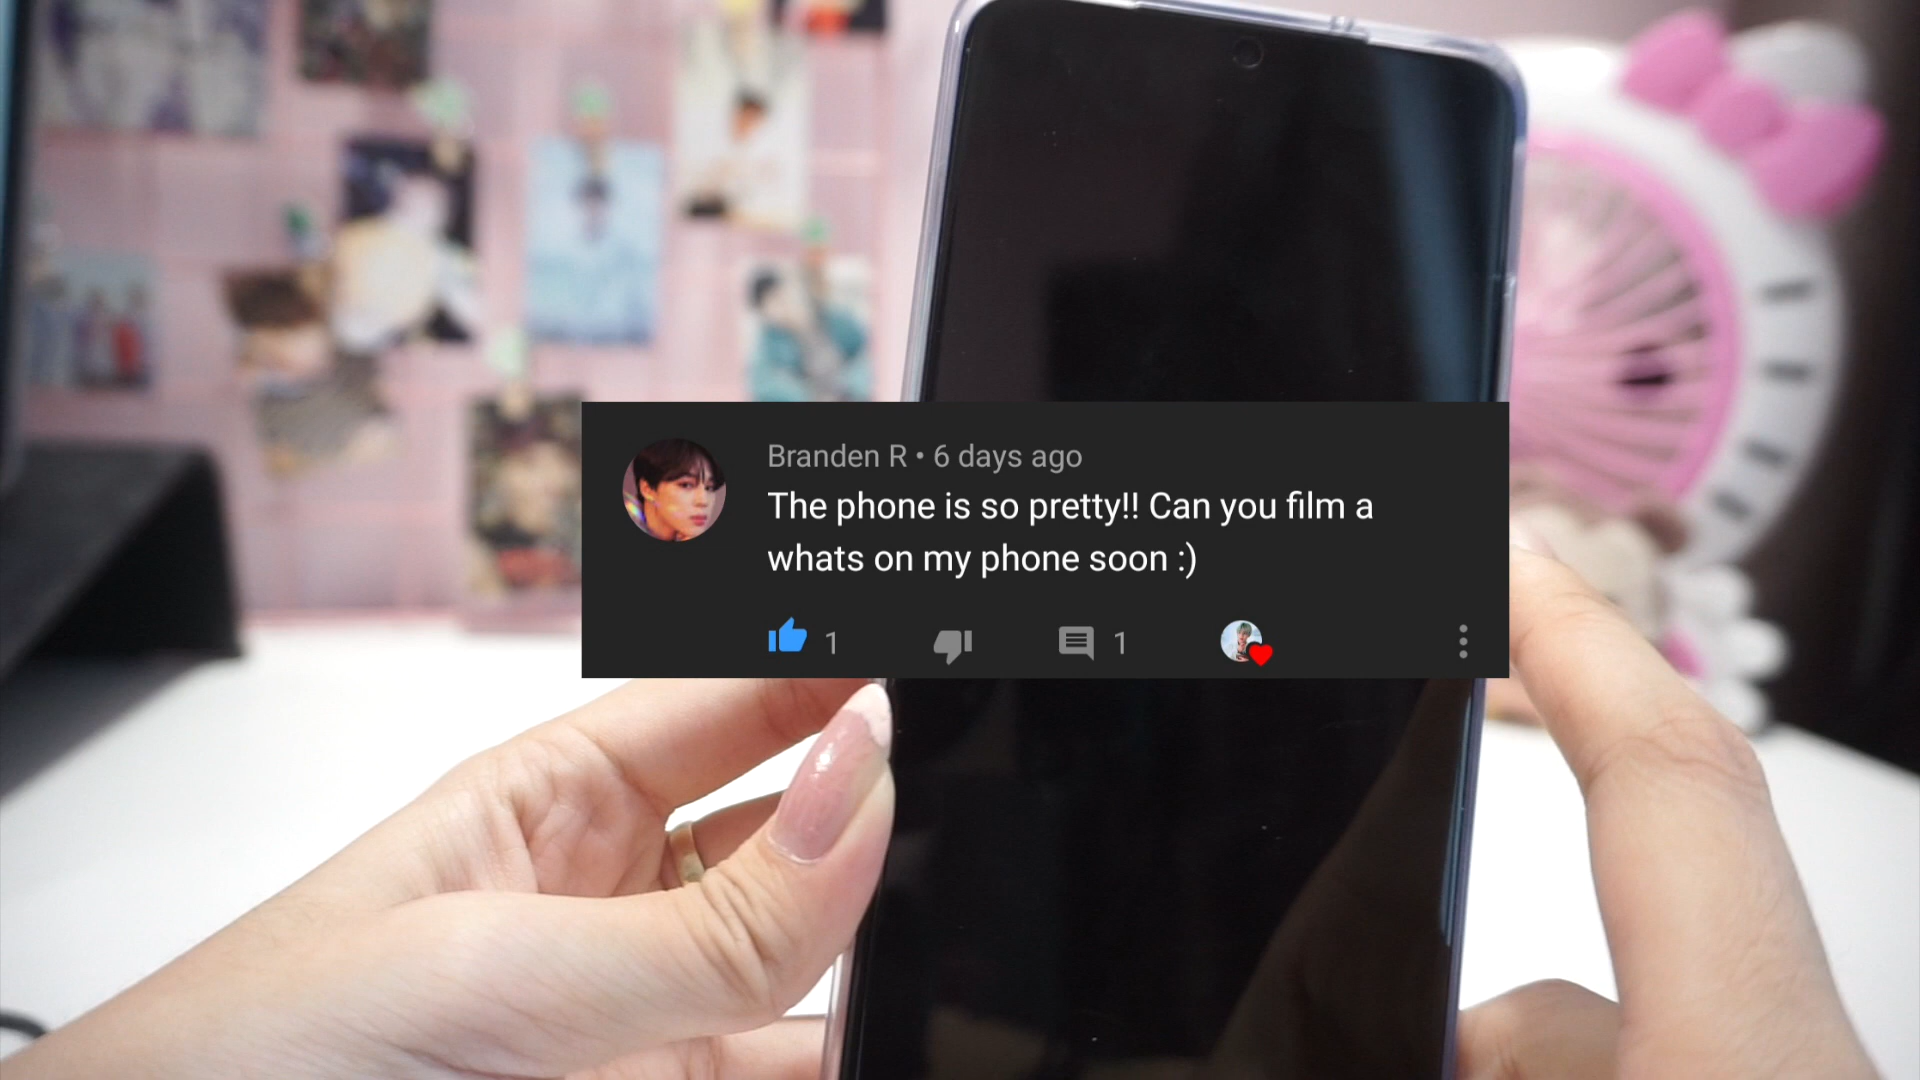 Branden R • 6 days ago
The phone is so pretty!! Can you film a
whats on my phone soon :)
1 1